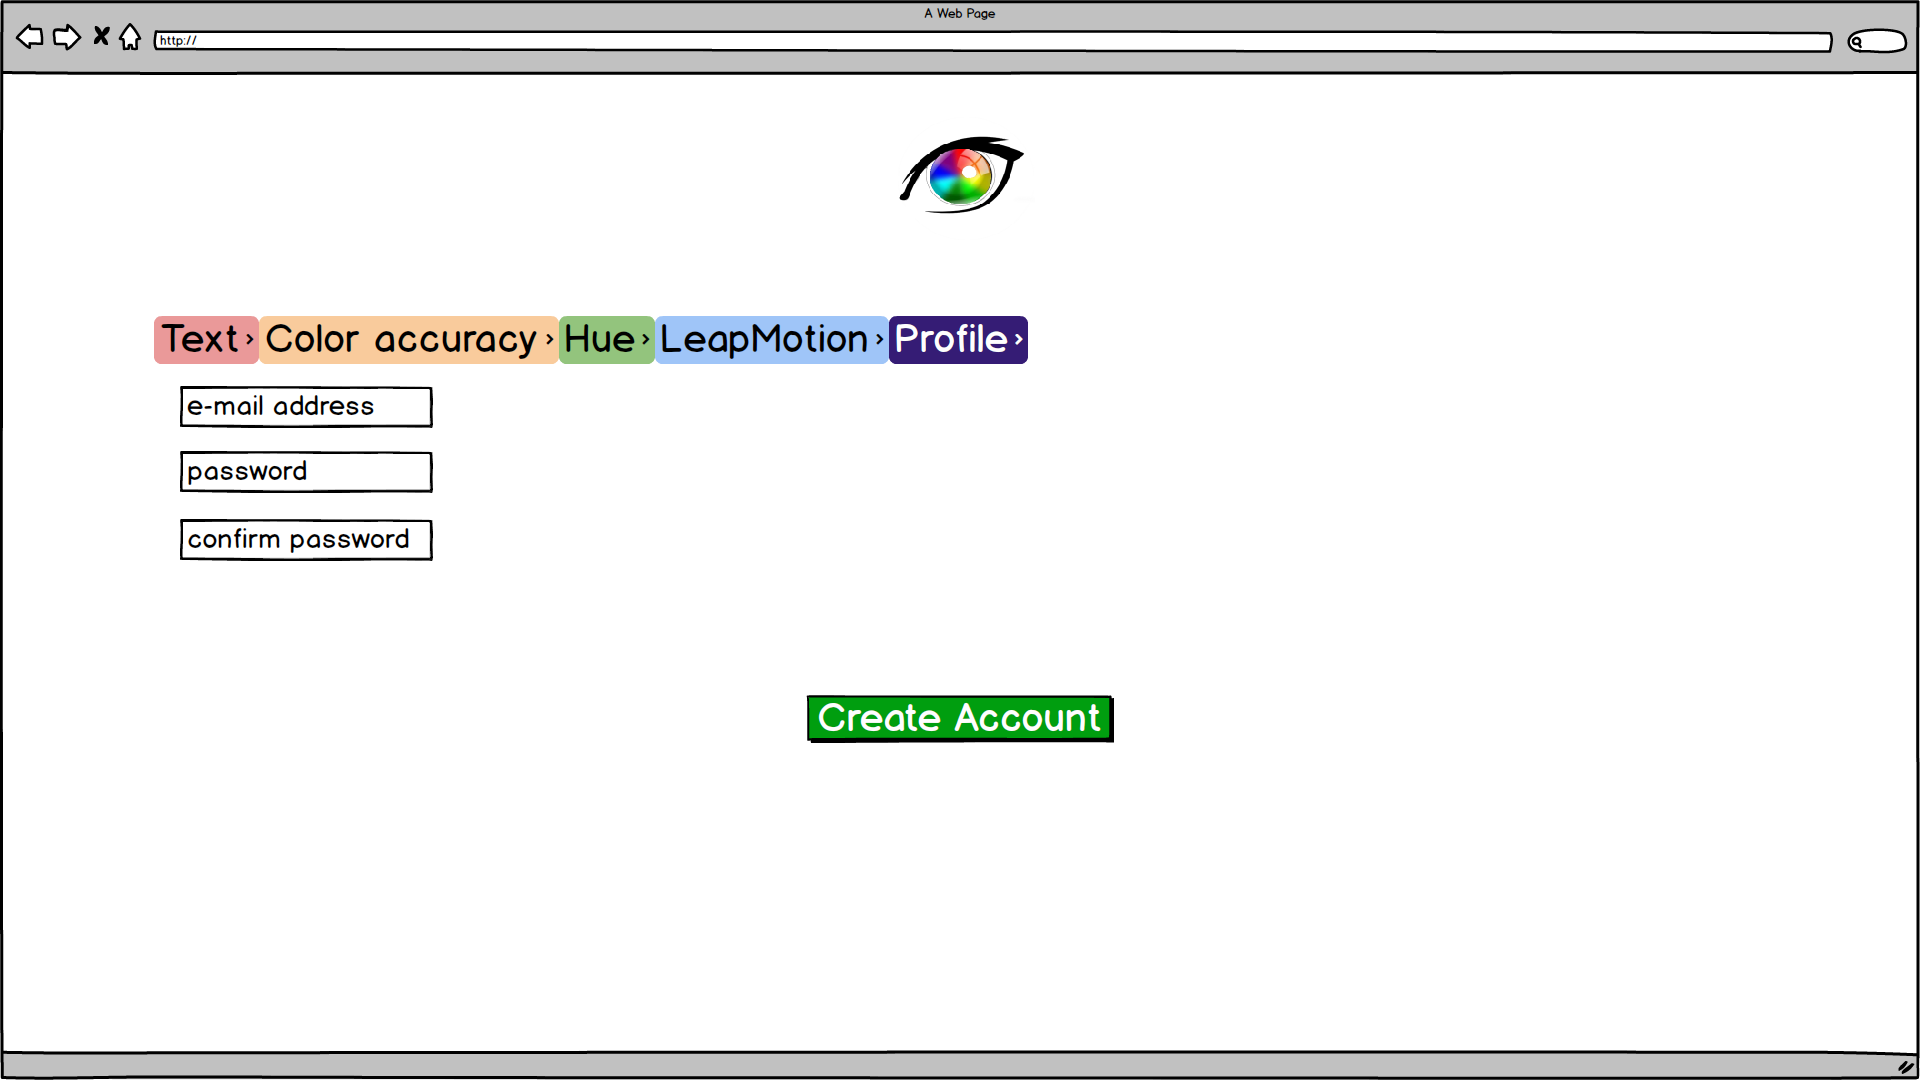 A Web Page
http://
Text › Color accuracy › Hue › LeapMotion › Profile ›
e-mail address
password
confirm password
Create Account